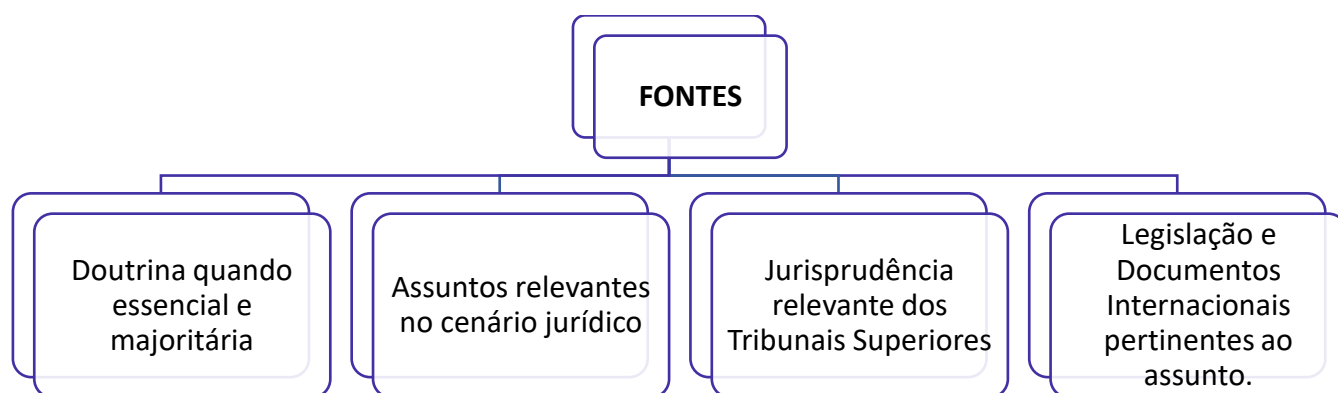 FONTES
Doutrina quando
essencial e
majoritária
Assuntos relevantes
no cenário jurídico
Jurisprudência
relevante dos
Tribunais Superiores
Legislação e
Documentos
Internacionais
pertinentes ao
assunto.